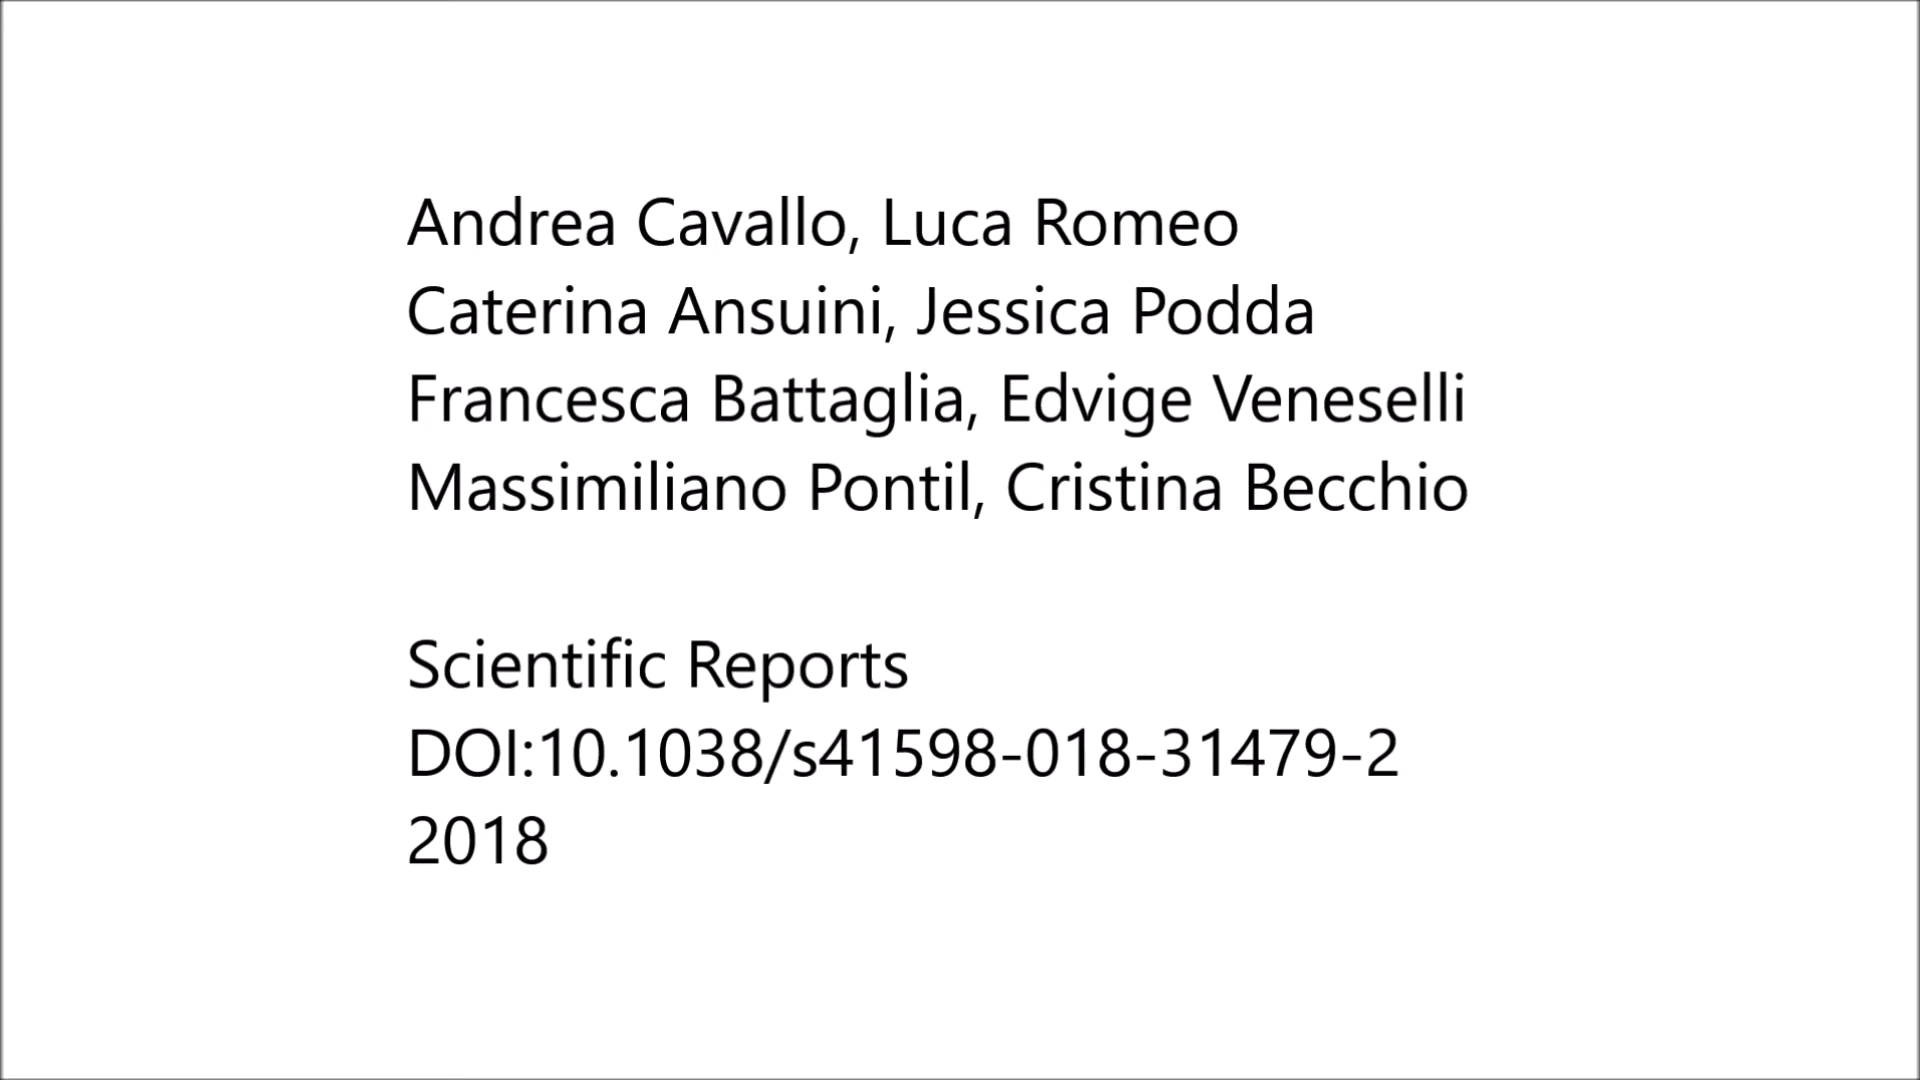 Andrea Cavallo, Luca Romeo
Caterina Ansuini, Jessica Podda
Francesca Battaglia, Edvige Veneselli
Massimiliano Pontil, Cristina Becchio
Scientific Reports
DOI:10.1038/s41598-018-31479-2
2018